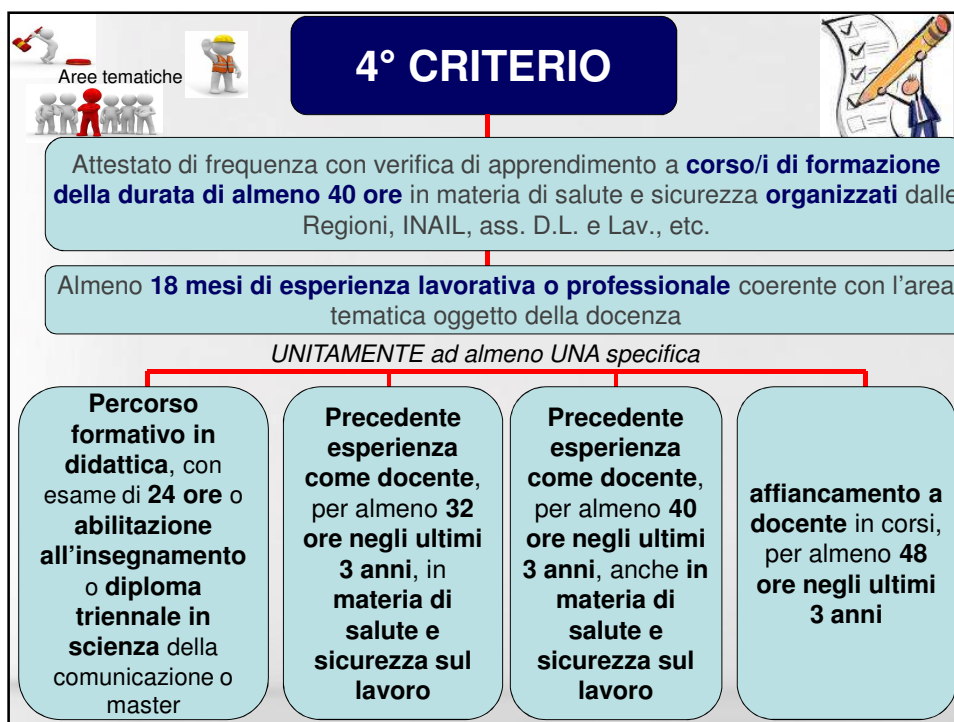 Aree tematiche
4° CRITERIO
Attestato di frequenza con verifica di apprendimento a corso/i di formazione
della durata di almeno 40 ore in materia di salute e sicurezza organizzati dalle
Regioni, INAIL, ass. D.L. e Lav., etc.
Almeno 18 mesi di esperienza lavorativa o professionale coerente con l'area
tematica oggetto della docenza
UNITAMENTE ad almeno UNA specifica
Percorso
formativo in
didattica, con
esame di 24 ore o
abilitazione
all'insegnamento
o diploma
triennale in
scienza della
comunicazione o
master
Precedente
esperienza
come docente,
per almeno 32
ore negli ultimi
3 anni, in
materia di
salute e
sicurezza sul
lavoro
Precedente
esperienza
come docente,
per almeno 40
ore negli ultimi
3 anni, anche in
materia di
salute e
sicurezza sul
lavoro
affiancamento a
docente in corsi,
per almeno 48
ore negli ultimi
3 anni